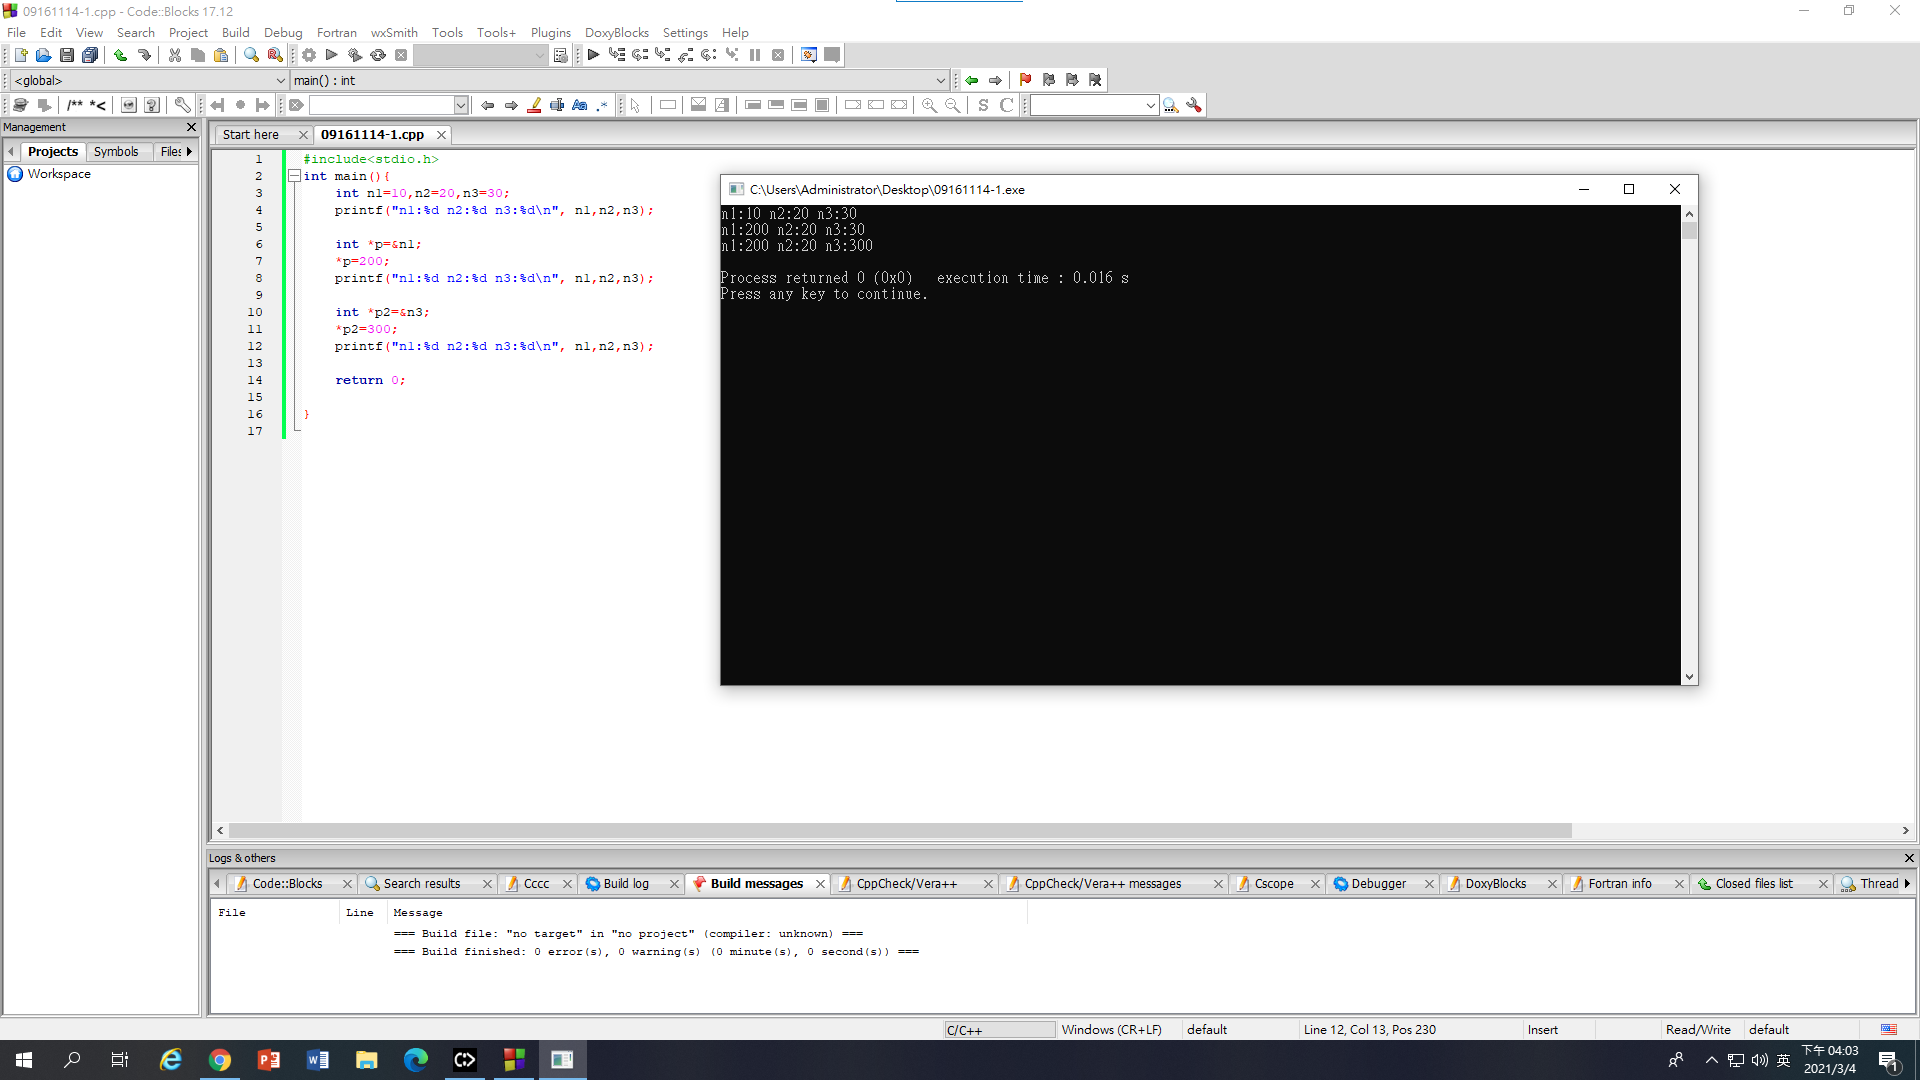 09161114-1.cpp - Code::Blocks 17.12
File Edit View Search Project Build Debug Fortran wxSmith Tools Tools+ Plugins DoxyBlocks Settings Help
<global> main() : int
/** *<
Management
Projects Symbols Files
Workspace
Start here 09161114-1.cpp
1 #include<stdio.h>
2 int main(){
3 int n1=10,n2=20,n3=30;
4 printf("n1:%d n2:%d n3:%d\n", n1,n2,n3);
5
6 int *p=&n1;
7 *p=200;
8 printf("n1:%d n2:%d n3:%d\n", n1,n2,n3);
9
10 int *p2=&n3;
11 *p2=300;
12 printf("n1:%d n2:%d n3:%d\n", n1,n2,n3);
13
14 return 0;
15
16 }
17
C:\Users\Administrator\Desktop\09161114-1.exe
n1:10 n2:20 n3:30
n1:200 n2:20 n3:30
n1:200 n2:20 n3:300
Process returned 0 (0x0) execution time : 0.016 s
Press any key to continue.
Logs & others
Code::Blocks Search results Cccc Build log Build messages CppCheck/Vera++ CppCheck/Vera++ messages Cscope Debugger DoxyBlocks Fortran info Closed files list Thread
File Line Message
=== Build file: "no target" in "no project" (compiler: unknown) ===
=== Build finished: 0 error(s), 0 warning(s) (0 minute(s), 0 second(s)) ===
C/C++ Windows (CR+LF) default Line 12, Col 13, Pos 230 Insert Read/Write default
英 下午 04:03
2021/3/4
1